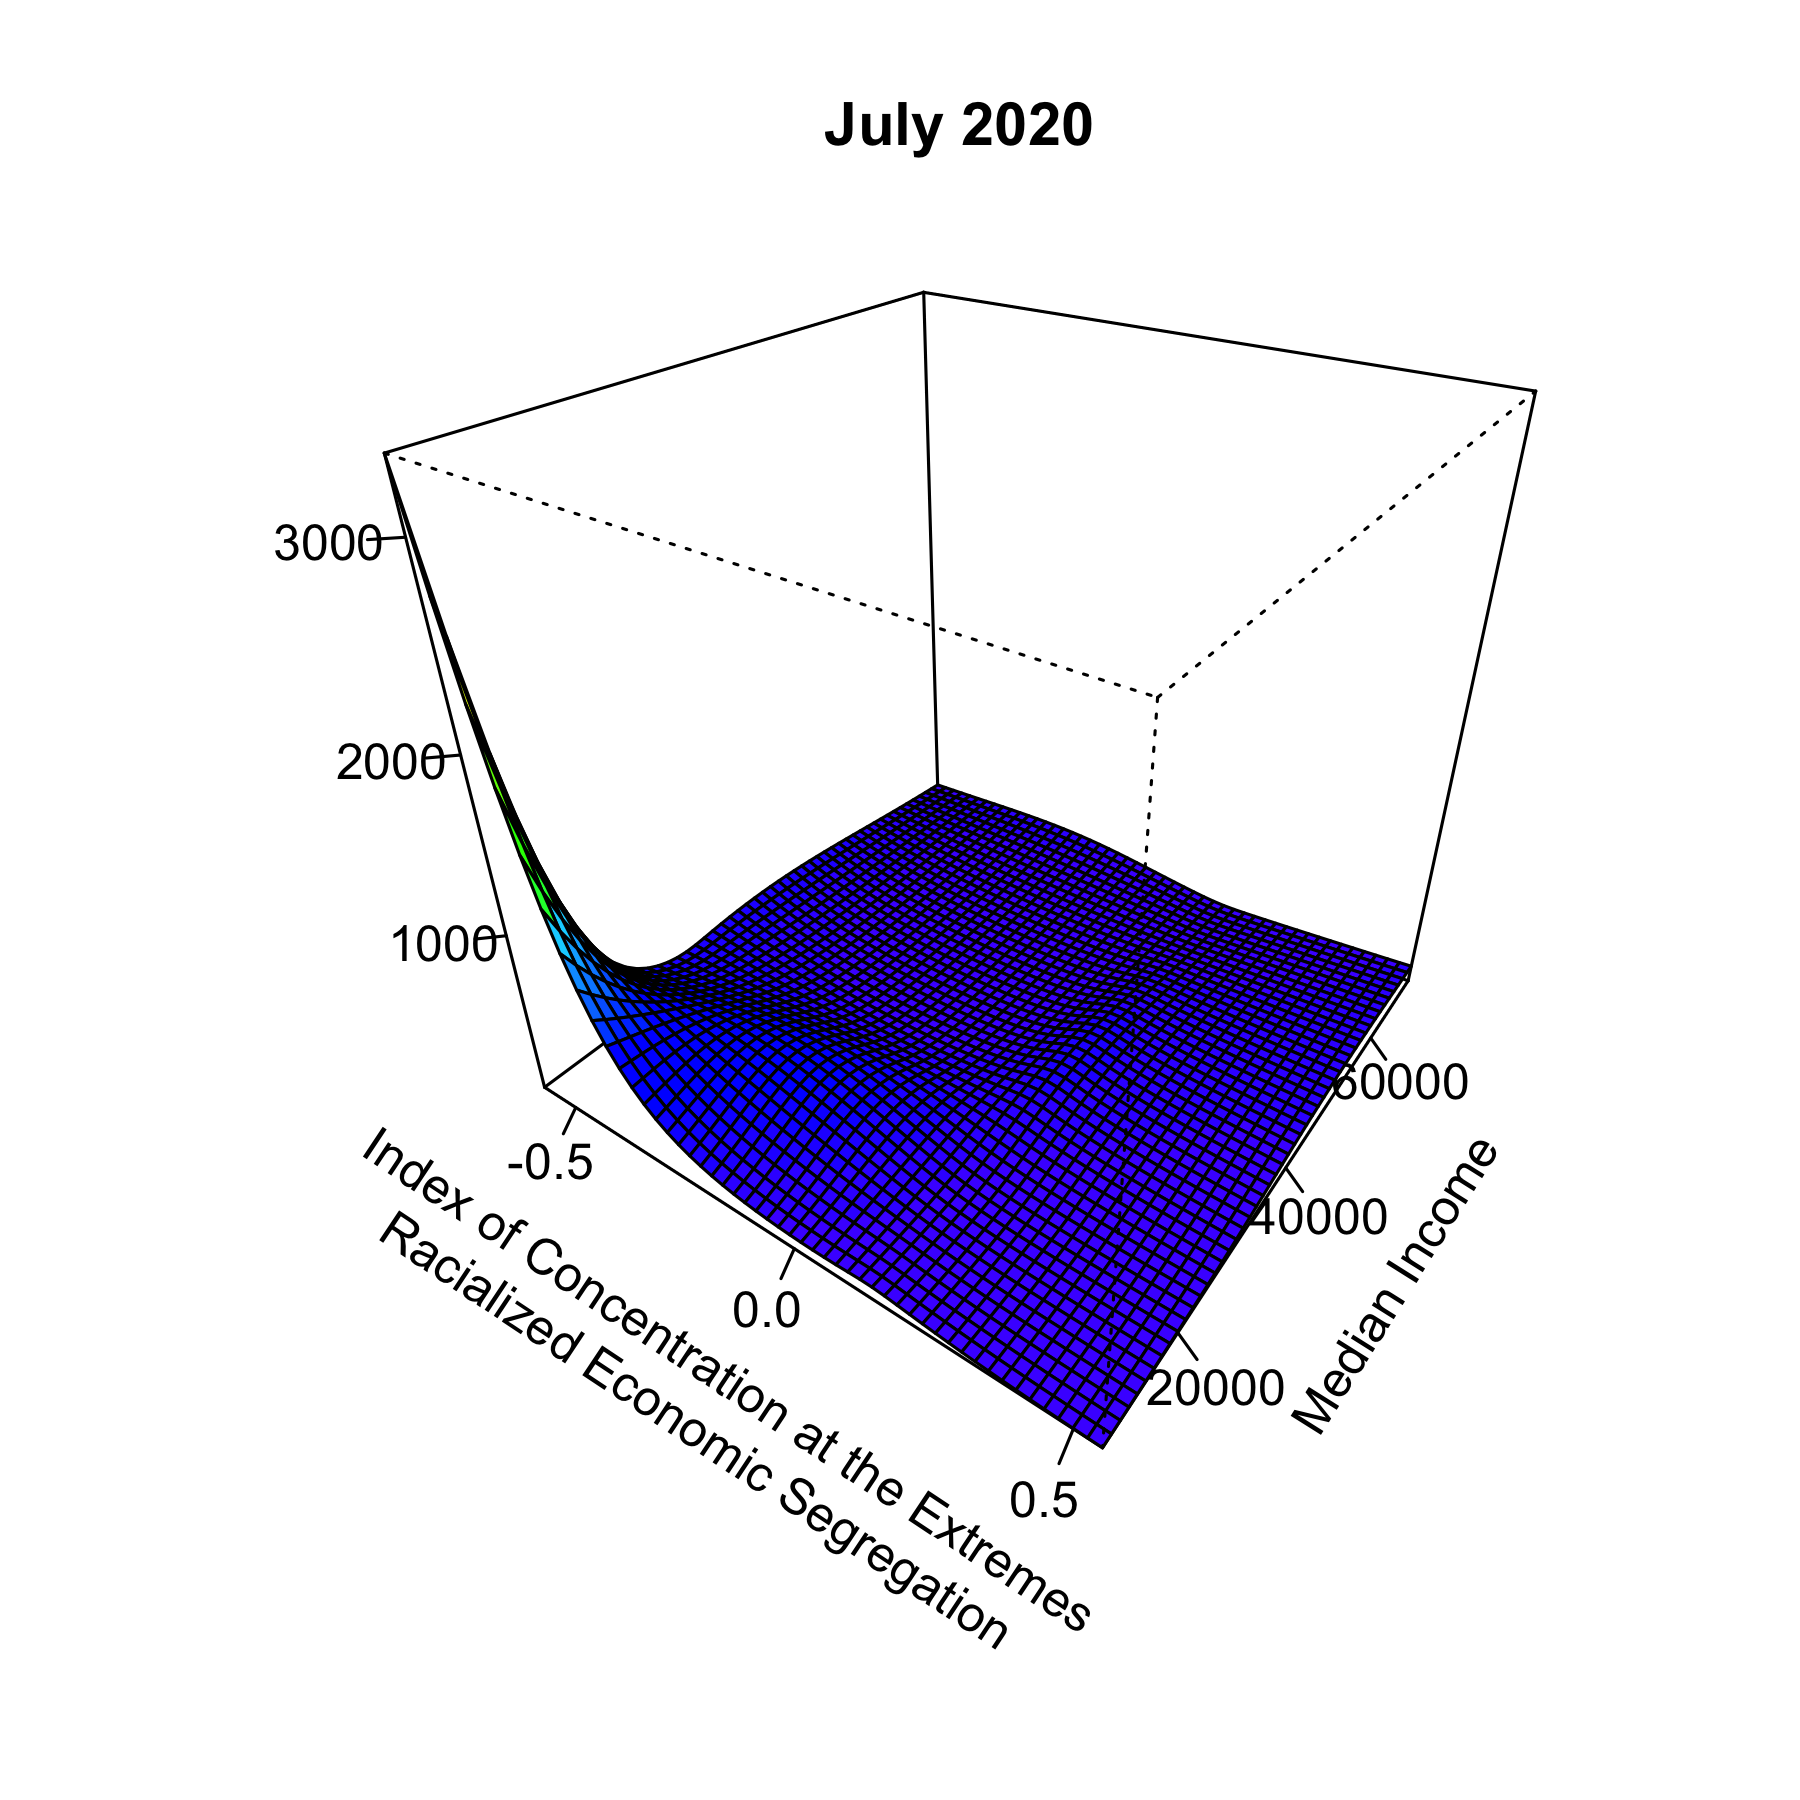 July 2020
3000
2000
1000
-0.5
0.0
0.5
Index of Concentration at the Extremes
Racialized Economic Segregation
20000
40000
60000
Median Income